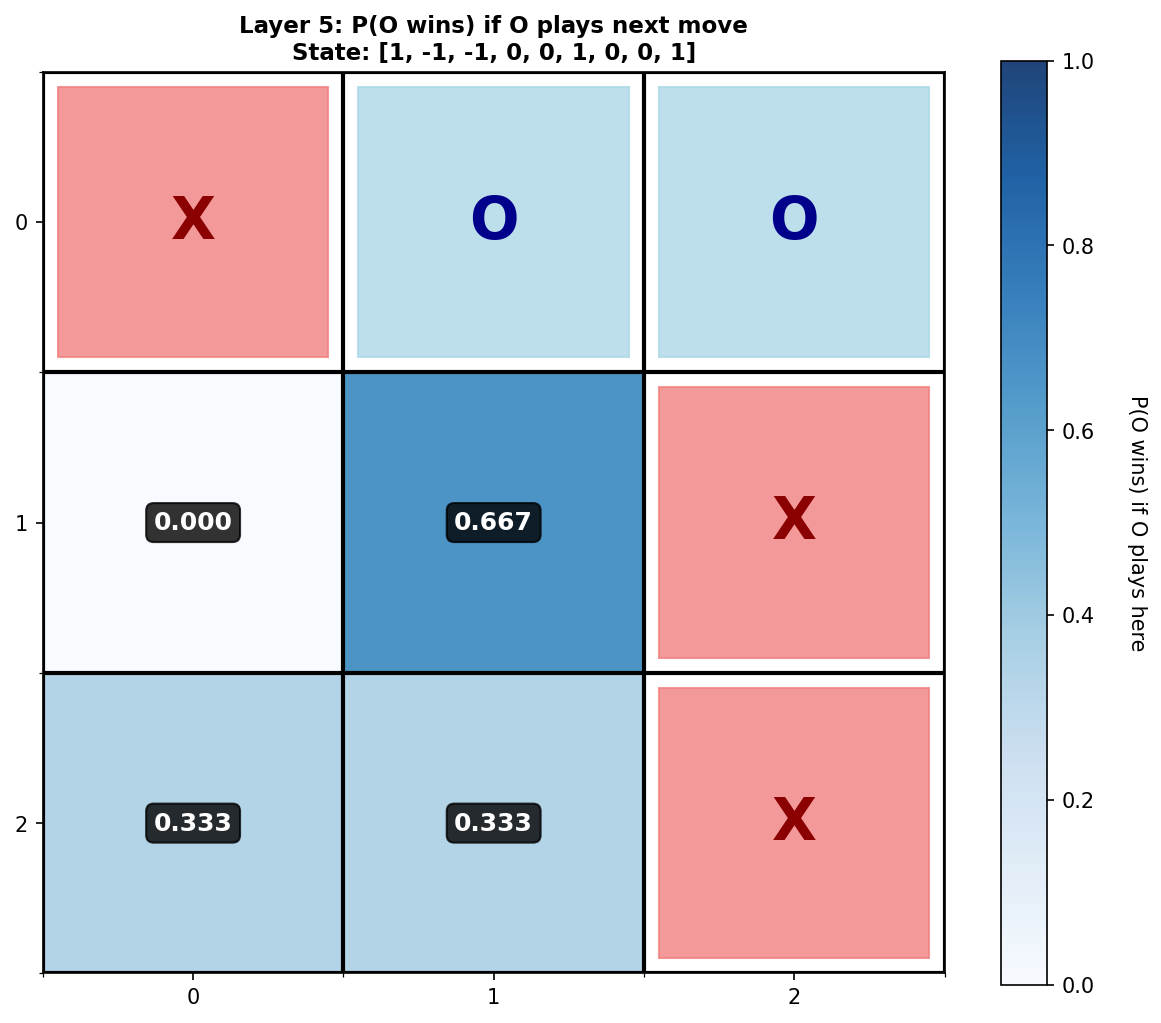 Layer 5: P(O wins) if O plays next move
State: [1, -1, -1, 0, 0, 1, 0, 0, 1]
X
O
O
0
0.000
0.667
X
1
0.333
0.333
X
2
0
1
2
1.0
0.8
0.6
0.4
0.2
0.0
P(O wins) if O plays here